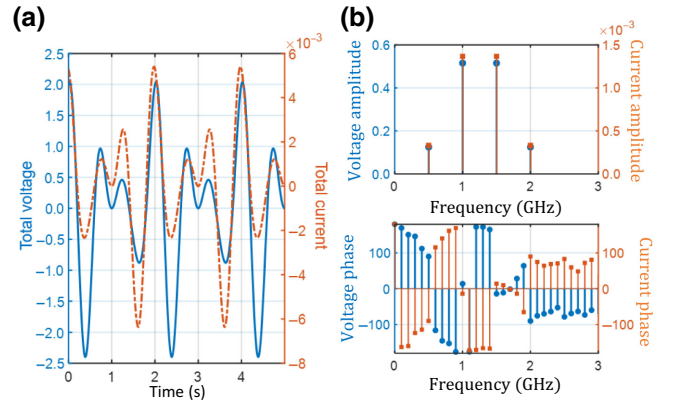 (a)
×10⁻³
2.5
2.0
1.5
1.0
0.5
0.0
−0.5
−1.0
−1.5
−2.0
−2.5
Total voltage
6
4
2
0
−2
−4
−6
−8
Total current
0 1 2 3 4
Time (s)
(b)
×10⁻³
0.6
0.4
0.2
0.0
Voltage amplitude
1.5
1.0
0.5
0.0
Current amplitude
0 1 2 3
Frequency (GHz)
100
0
−100
Voltage phase
100
0
−100
Current phase
0 1 2 3
Frequency (GHz)